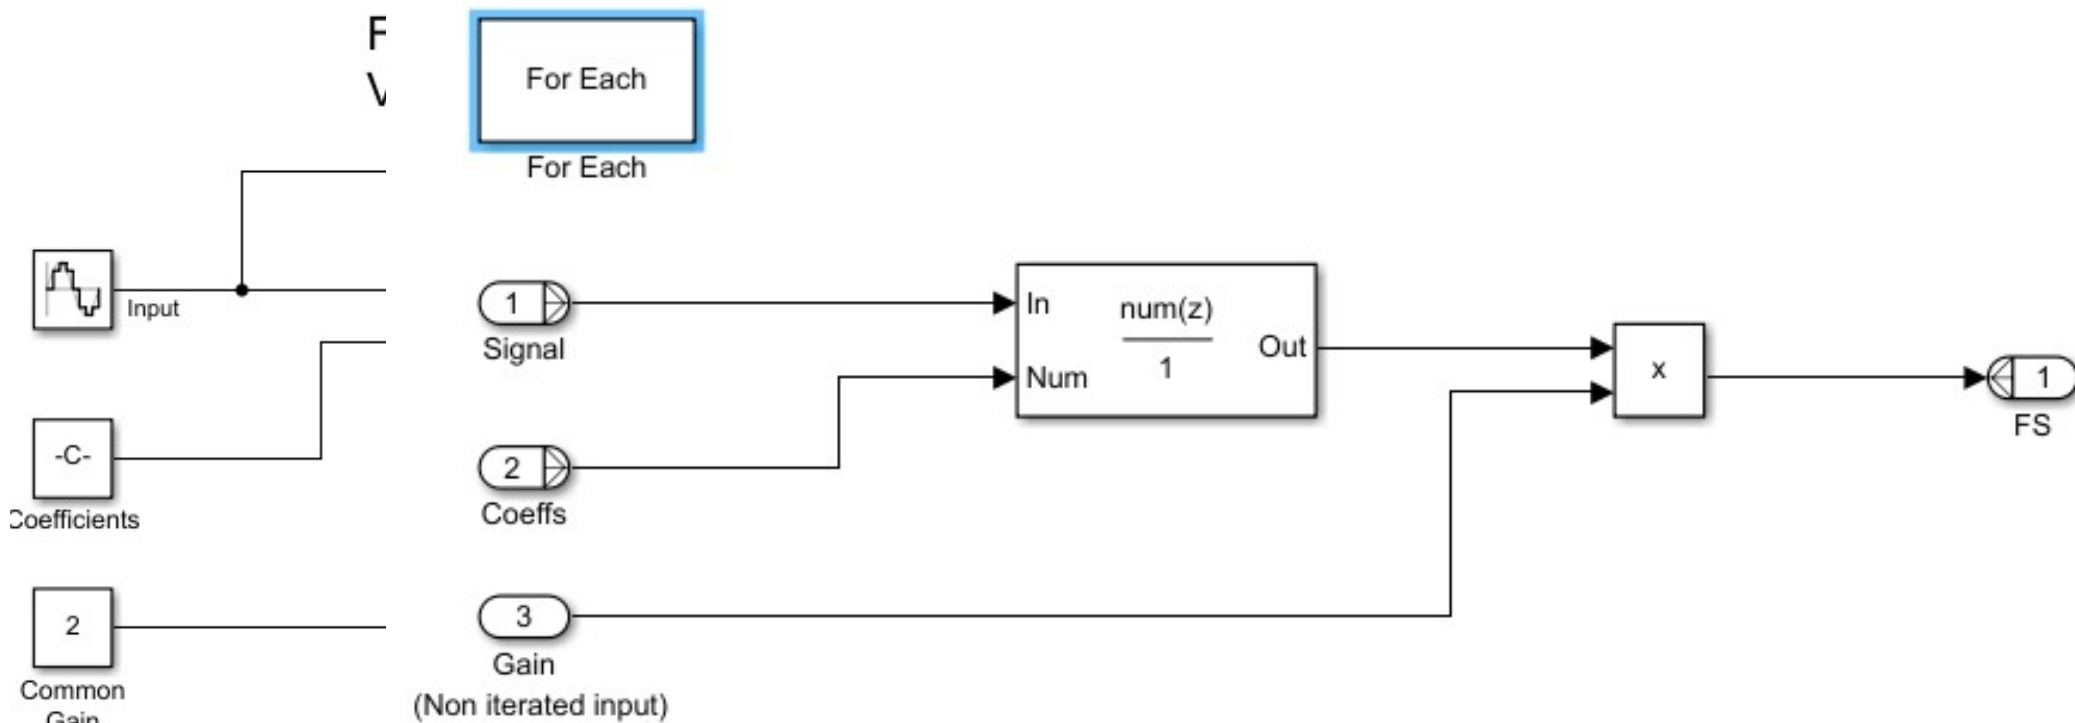 For Each
For Each
Input
1
Signal
In
num(z)
1
Out
Num
x
1
FS
-C-
Coefficients
2
Coeffs
2
Common
Gain
3
Gain
(Non iterated input)